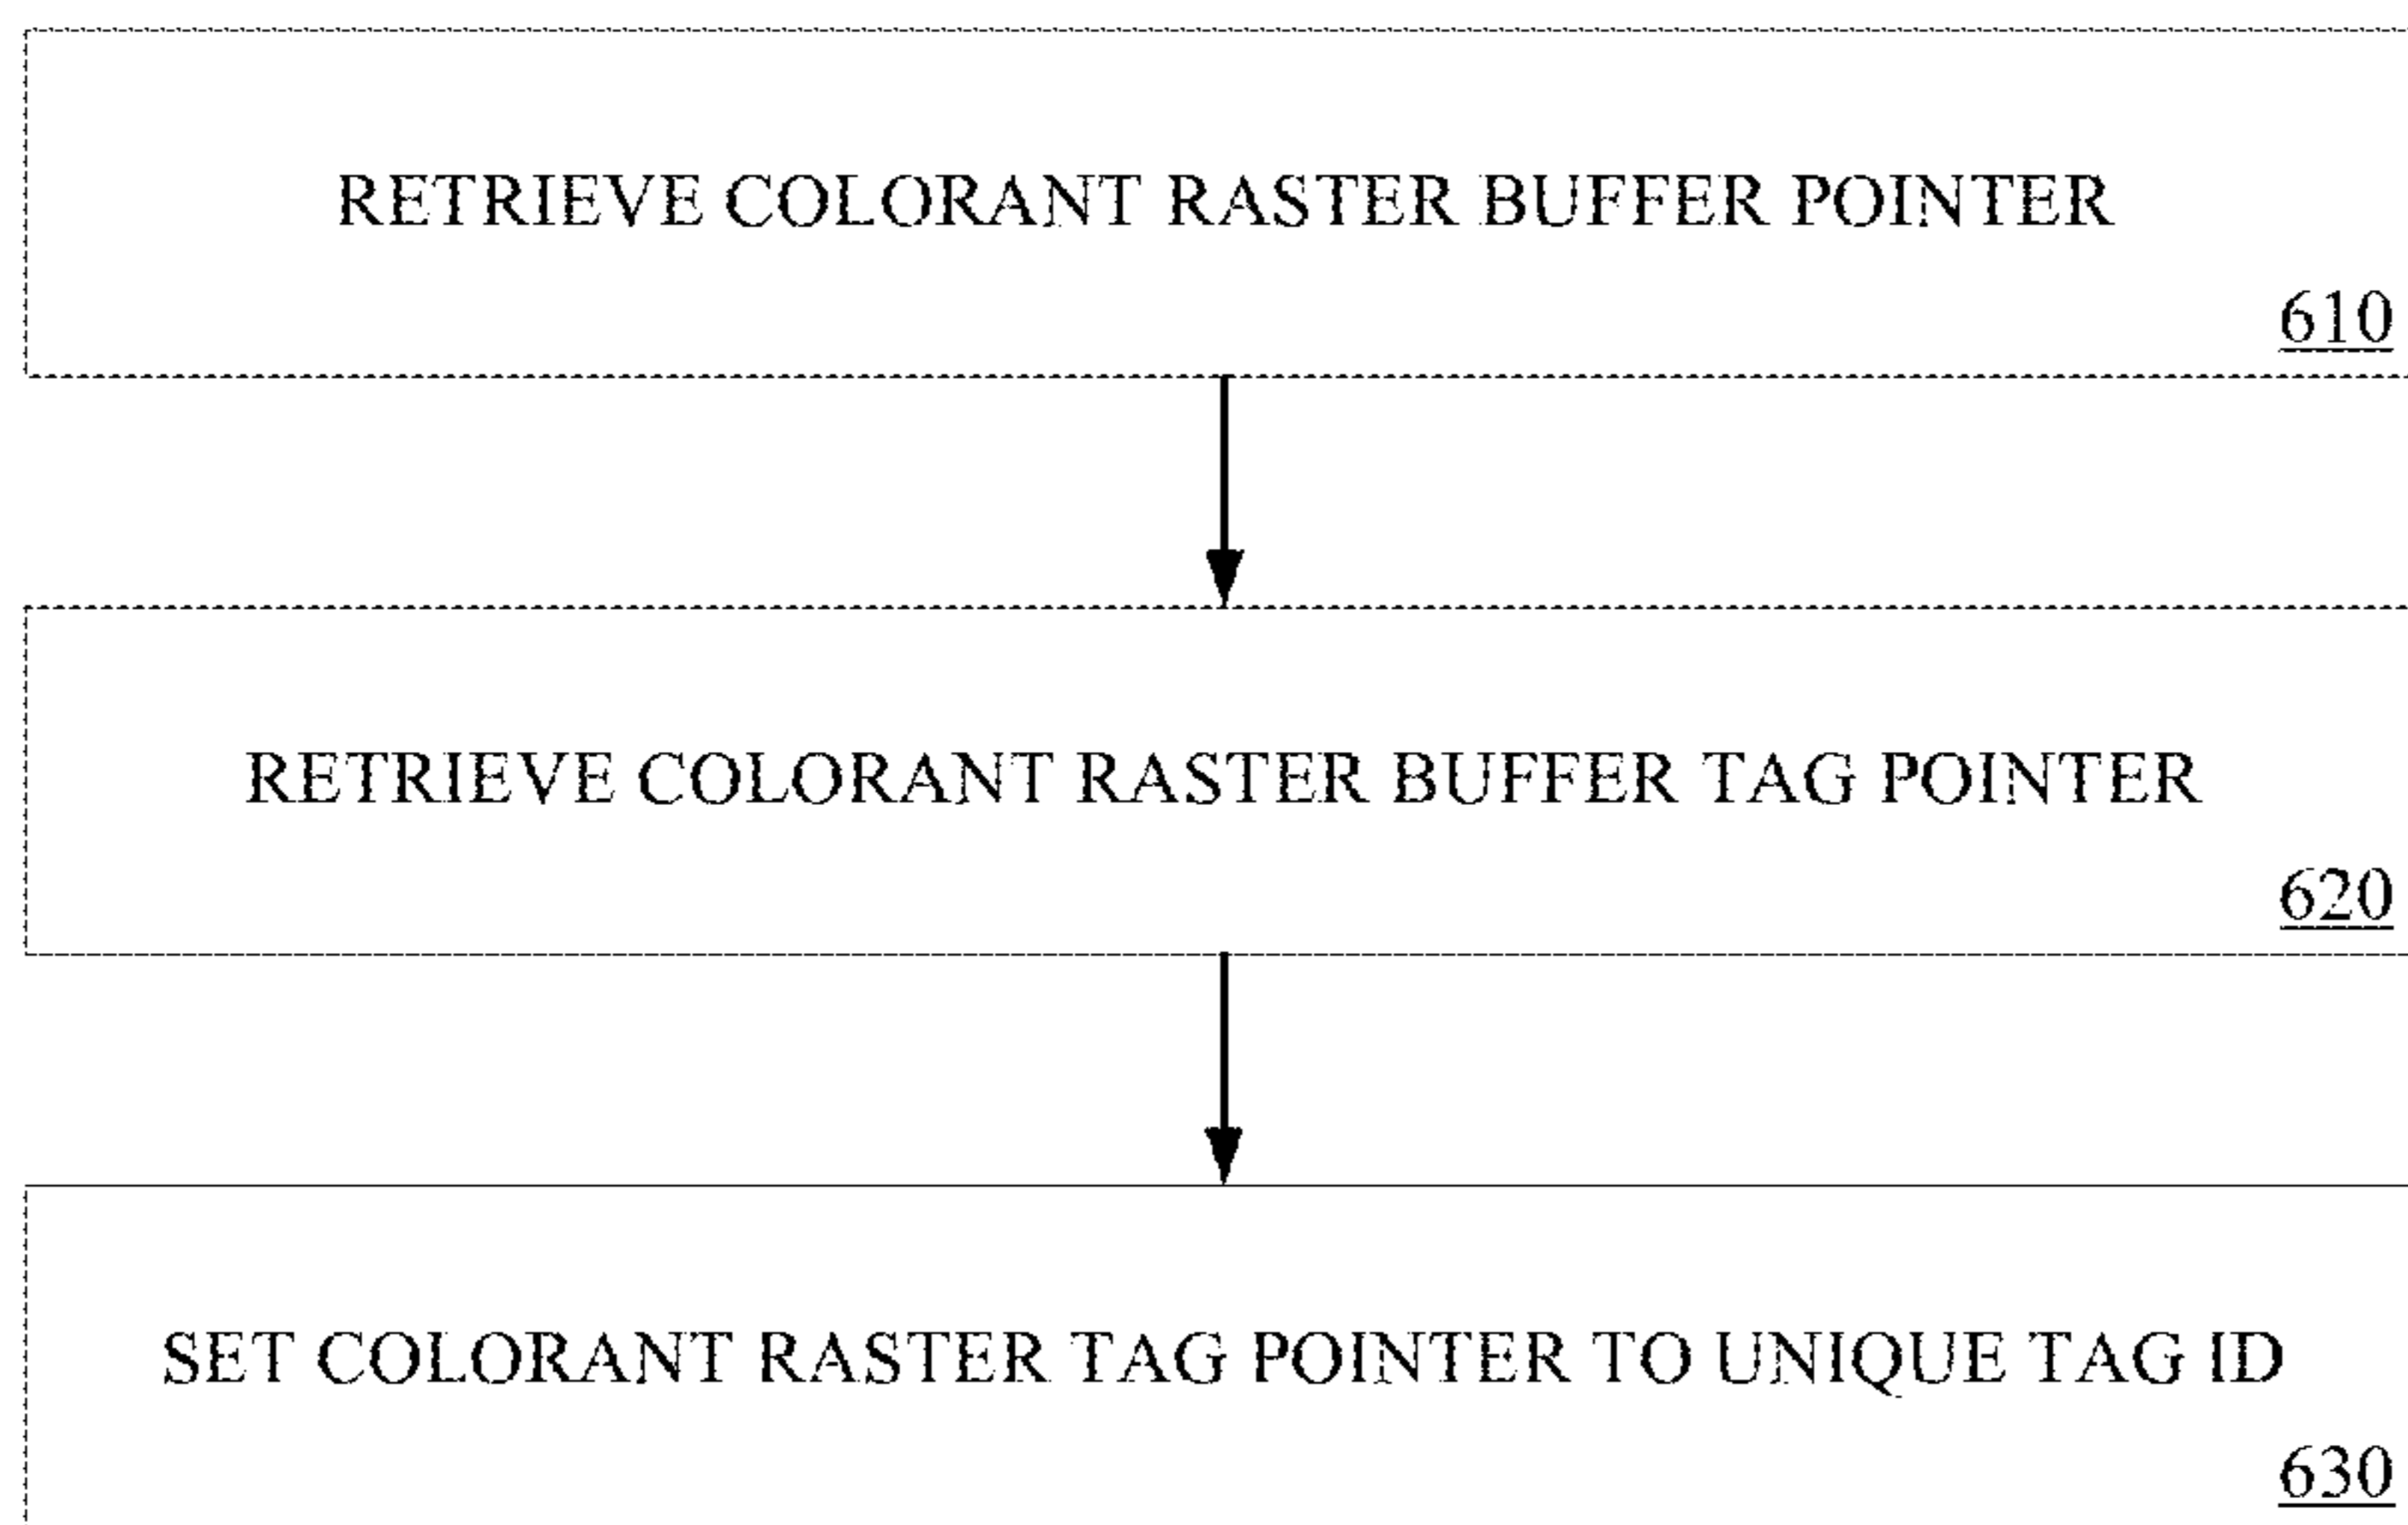 RETRIEVE COLORANT RASTER BUFFER POINTER
610
RETRIEVE COLORANT RASTER BUFFER TAG POINTER
620
SET COLORANT RASTER TAG POINTER TO UNIQUE TAG ID
630